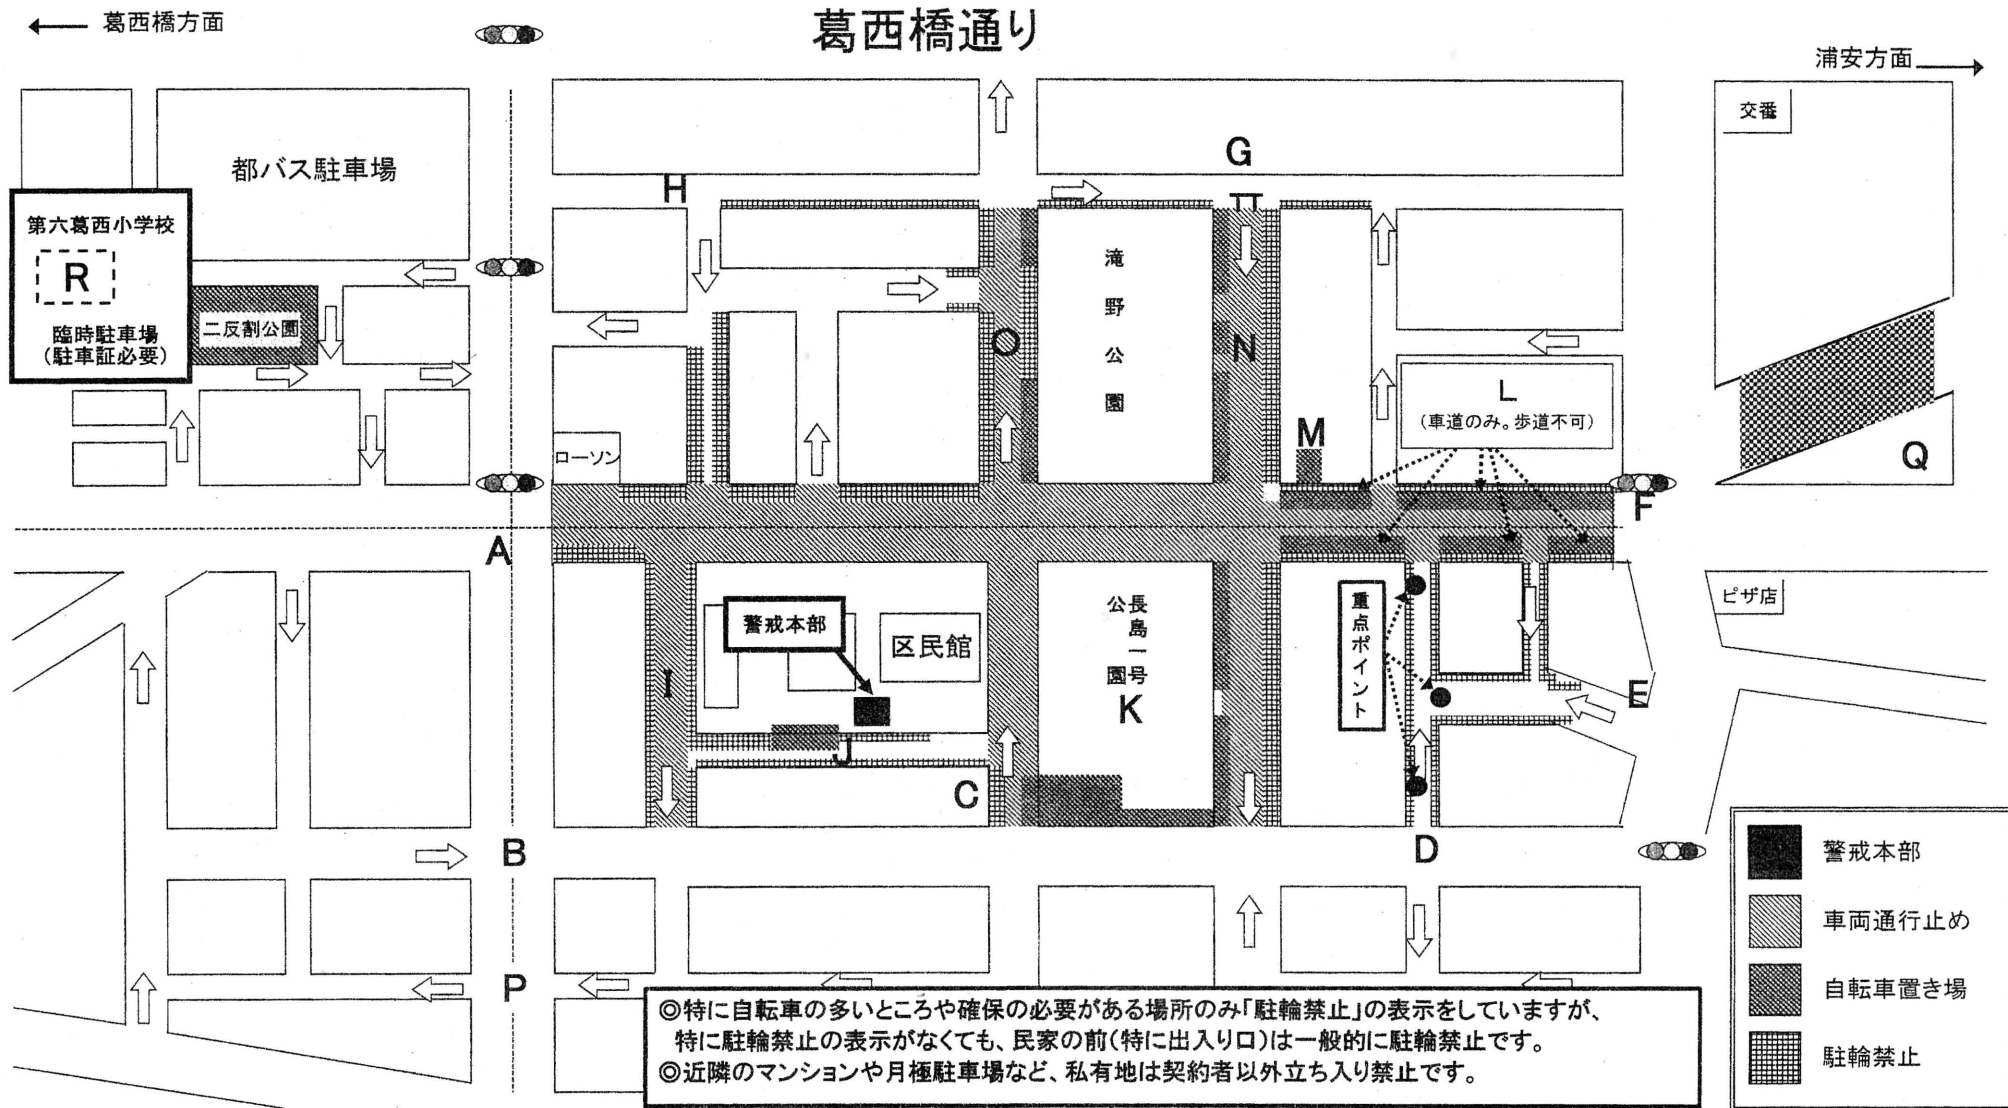 葛西橋通り
← 葛西橋方面
浦安方面 →
交番
都バス駐車場
G
H
第六葛西小学校
R
臨時駐車場
(駐車証必要)
二反割公園
滝野公園
O
N
L
(車道のみ。歩道不可)
M
ローソン
Q
F
A
警戒本部
区民館
長島一号公園
K
重点ポイント
ピザ店
I
E
J
C
B
D
P
◎特に自転車の多いところや確保の必要がある場所のみ「駐輪禁止」の表示をしていますが、
特に駐輪禁止の表示がなくても、民家の前(特に出入り口)は一般的に駐輪禁止です。
◎近隣のマンションや月極駐車場など、私有地は契約者以外立ち入り禁止です。
警戒本部
車両通行止め
自転車置き場
駐輪禁止